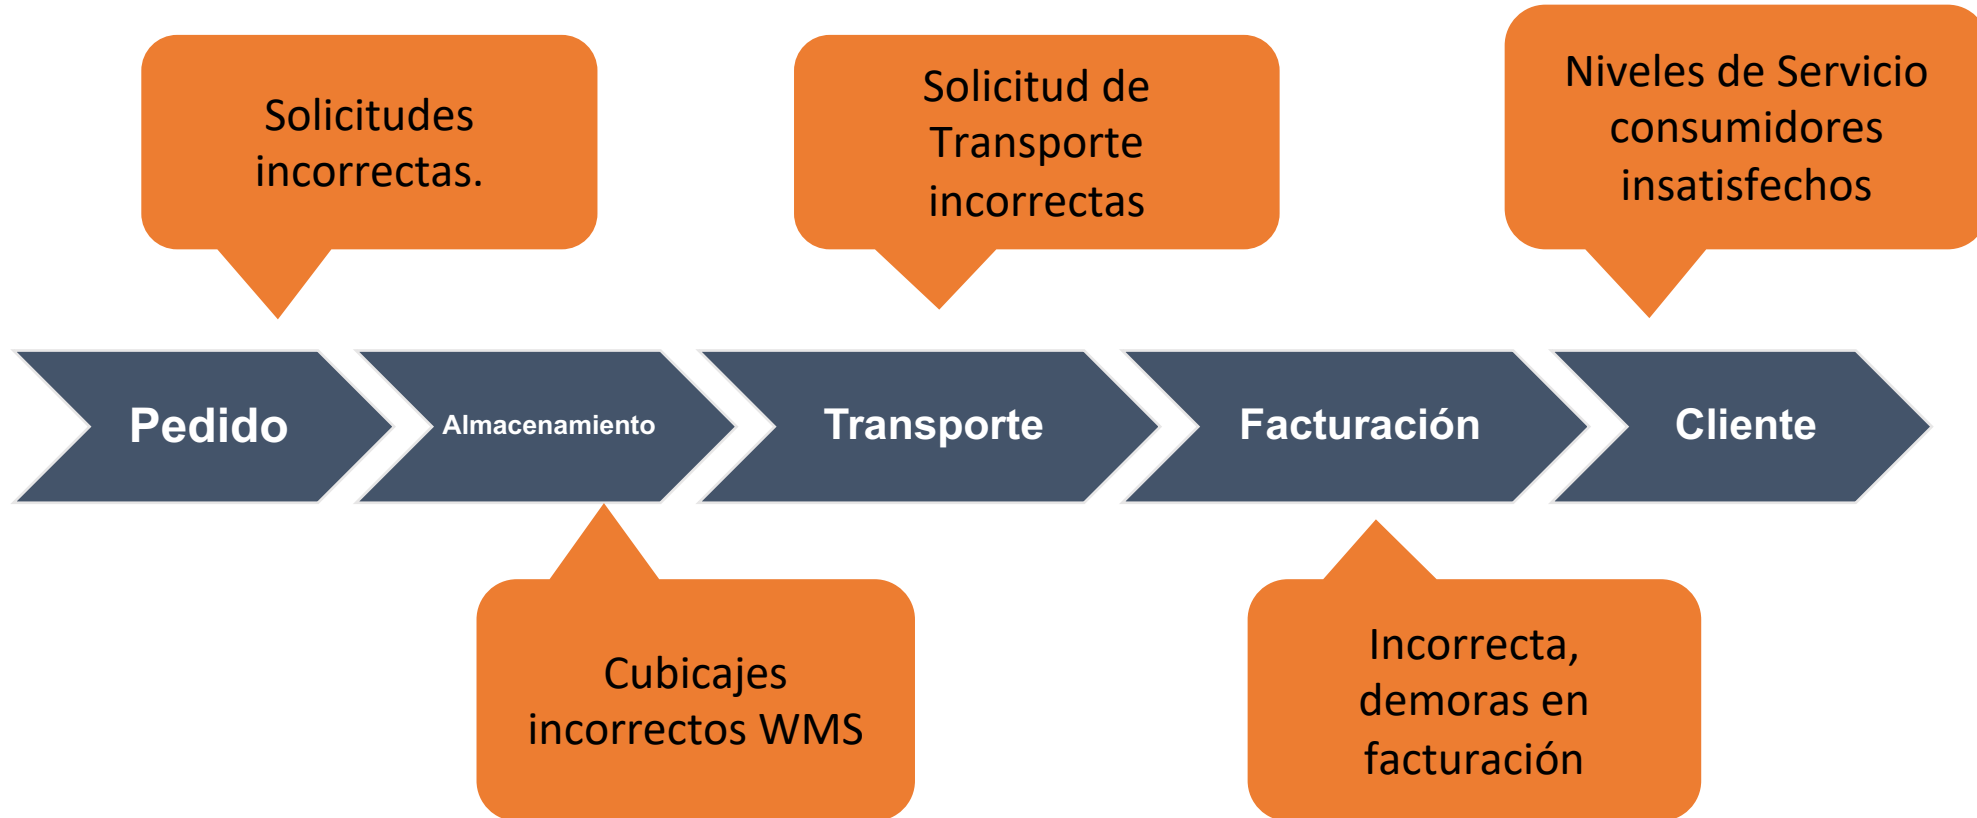 Solicitudes
incorrectas.
Solicitud de
Transporte
incorrectas
Niveles de Servicio
consumidores
insatisfechos
Pedido
Almacenamiento
Transporte
Facturación
Cliente
Cubicajes
incorrectos WMS
Incorrecta,
demoras en
facturación